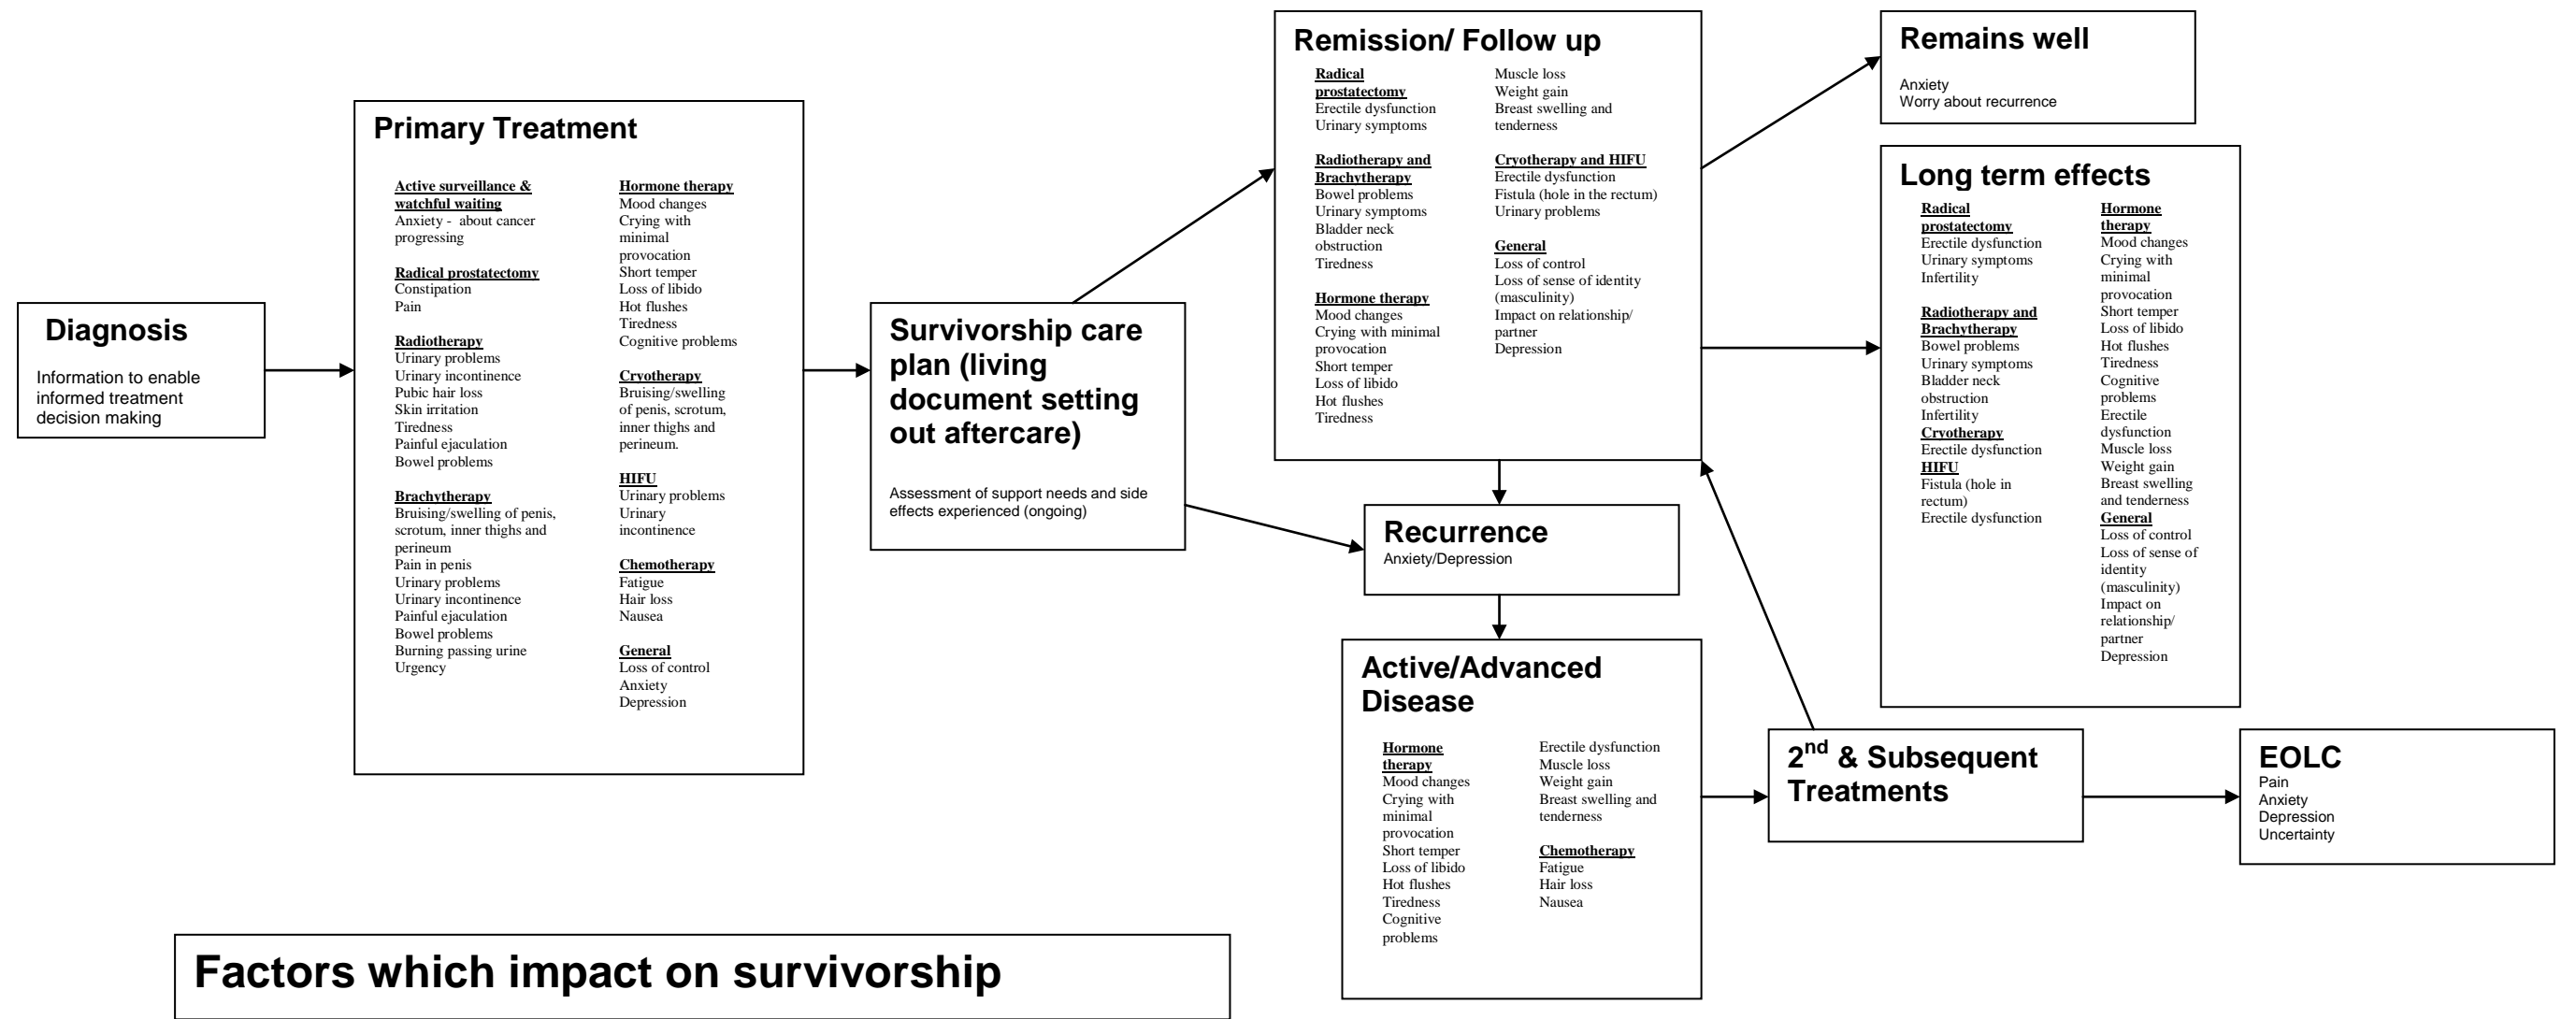 Diagnosis
Information to enable
informed treatment
decision making
Primary Treatment
Active surveillance &
watchful waiting
Anxiety -  about cancer
progressing
Radical prostatectomy
Constipation
Pain
Radiotherapy
Urinary problems
Urinary incontinence
Pubic hair loss
Skin irritation
Tiredness
Painful ejaculation
Bowel problems
Brachytherapy
Bruising/swelling of penis,
scrotum, inner thighs and
perineum
Pain in penis
Urinary problems
Urinary incontinence
Painful ejaculation
Bowel problems
Burning passing urine
Urgency
Hormone therapy
Mood changes
Crying with
minimal
provocation
Short temper
Loss of libido
Hot flushes
Tiredness
Cognitive problems
Cryotherapy
Bruising/swelling
of penis, scrotum,
inner thighs and
perineum.
HIFU
Urinary problems
Urinary
incontinence
Chemotherapy
Fatigue
Hair loss
Nausea
General
Loss of control
Anxiety
Depression
Survivorship care
plan (living
document setting
out aftercare)
Assessment of support needs and side
effects experienced (ongoing)
Remission/ Follow up
Radical
prostatectomy
Erectile dysfunction
Urinary symptoms
Radiotherapy and
Brachytherapy
Bowel problems
Urinary symptoms
Bladder neck
obstruction
Tiredness
Hormone therapy
Mood changes
Crying with minimal
provocation
Short temper
Loss of libido
Hot flushes
Tiredness
Muscle loss
Weight gain
Breast swelling and
tenderness
Cryotherapy and HIFU
Erectile dysfunction
Fistula (hole in the rectum)
Urinary problems
General
Loss of control
Loss of sense of identity
(masculinity)
Impact on relationship/
partner
Depression
Recurrence
Anxiety/Depression
Active/Advanced
Disease
Hormone
therapy
Mood changes
Crying with
minimal
provocation
Short temper
Loss of libido
Hot flushes
Tiredness
Cognitive
problems
Erectile dysfunction
Muscle loss
Weight gain
Breast swelling and
tenderness
Chemotherapy
Fatigue
Hair loss
Nausea
Remains well
Anxiety
Worry about recurrence
Long term effects
Radical
prostatectomy
Erectile dysfunction
Urinary symptoms
Infertility
Radiotherapy and
Brachytherapy
Bowel problems
Urinary symptoms
Bladder neck
obstruction
Infertility
Cryotherapy
Erectile dysfunction
HIFU
Fistula (hole in
rectum)
Erectile dysfunction
Hormone
therapy
Mood changes
Crying with
minimal
provocation
Short temper
Loss of libido
Hot flushes
Tiredness
Cognitive
problems
Erectile
dysfunction
Muscle loss
Weight gain
Breast swelling
and tenderness
General
Loss of control
Loss of sense of
identity
(masculinity)
Impact on
relationship/
partner
Depression
2nd & Subsequent
Treatments
EOLC
Pain
Anxiety
Depression
Uncertainty
Factors which impact on survivorship